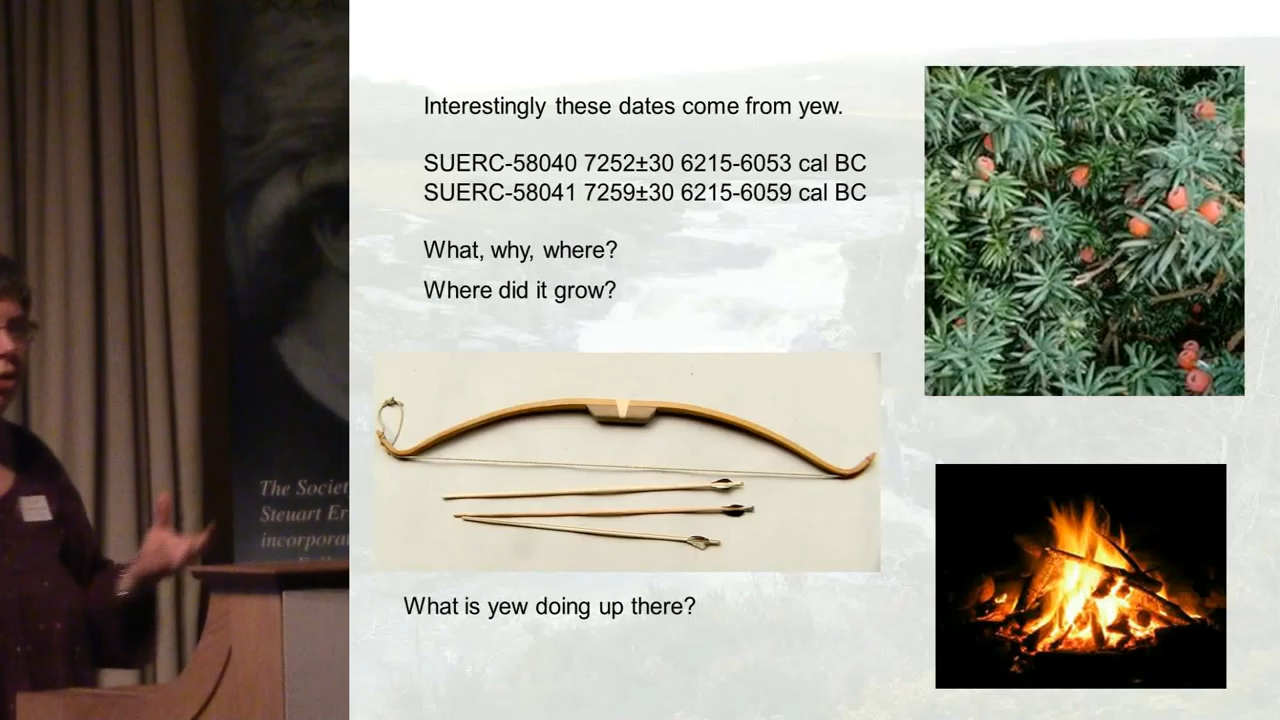 Interestingly these dates come from yew.
SUERC-58040 7252±30 6215-6053 cal BC
SUERC-58041 7259±30 6215-6059 cal BC
What, why, where?
Where did it grow?
What is yew doing up there?
The Societ
Steuart Er
incorpora